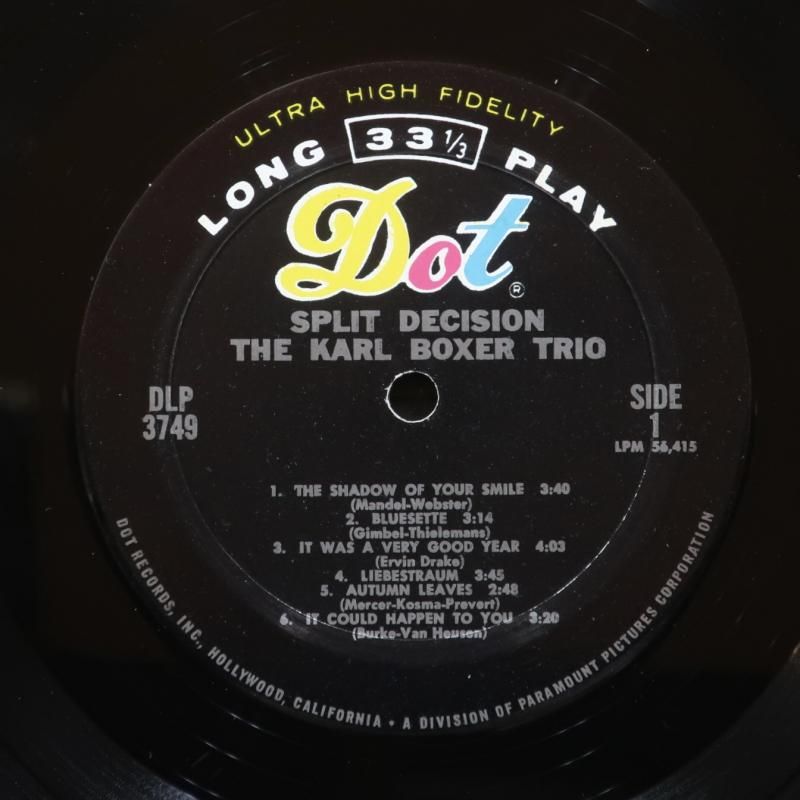 ULTRA HIGH FIDELITY
LONG 33 1/3 PLAY
Dot ®
SPLIT DECISION
THE KARL BOXER TRIO
DLP
3749
SIDE
1
LPM 56,415
1. THE SHADOW OF YOUR SMILE 3:40
(Mandel-Webster)
2. BLUESETTE 3:14
(Gimbel-Thielemans)
3. IT WAS A VERY GOOD YEAR 4:03
(Ervin Drake)
4. LIEBESTRAUM 3:45
5. AUTUMN LEAVES 2:48
(Mercer-Kosma-Prevert)
6. IT COULD HAPPEN TO YOU 3:20
(Burke-Van Heusen)
DOT RECORDS, INC., HOLLYWOOD, CALIFORNIA • A DIVISION OF PARAMOUNT PICTURES CORPORATION